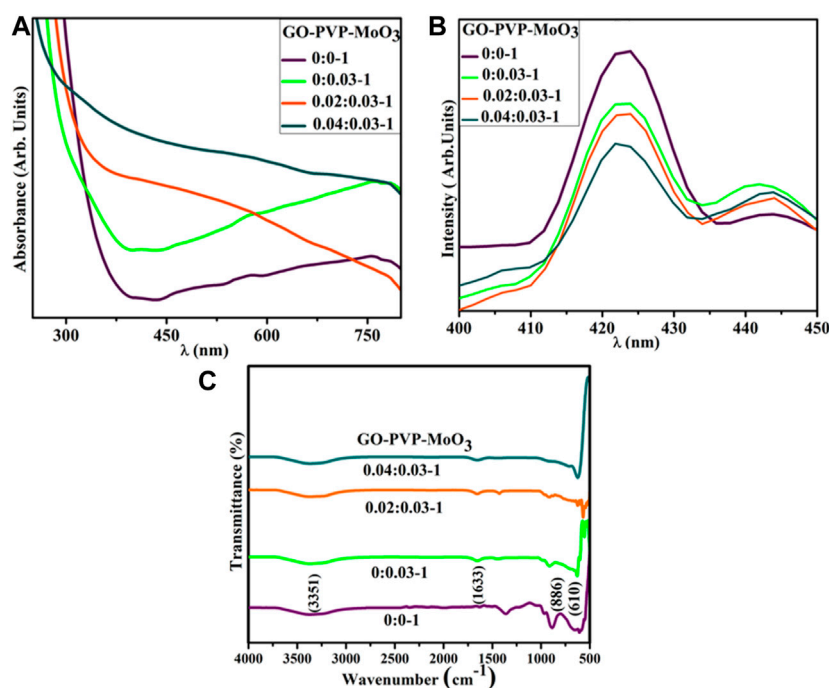 A
GO-PVP-MoO3
0:0-1
0:0.03-1
0.02:0.03-1
0.04:0.03-1
Absorbance (Arb. Units)
300 450 600 750
λ (nm)
B
GO-PVP-MoO3
0:0-1
0:0.03-1
0.02:0.03-1
0.04:0.03-1
Intensity ( Arb.Units)
400 410 420 430 440 450
λ (nm)
C
GO-PVP-MoO3
0.04:0.03-1
0.02:0.03-1
0:0.03-1
0:0-1
(3351)
(1633)
(886)
(610)
Transmittance (%)
4000 3500 3000 2500 2000 1500 1000 500
Wavenumber (cm-1)